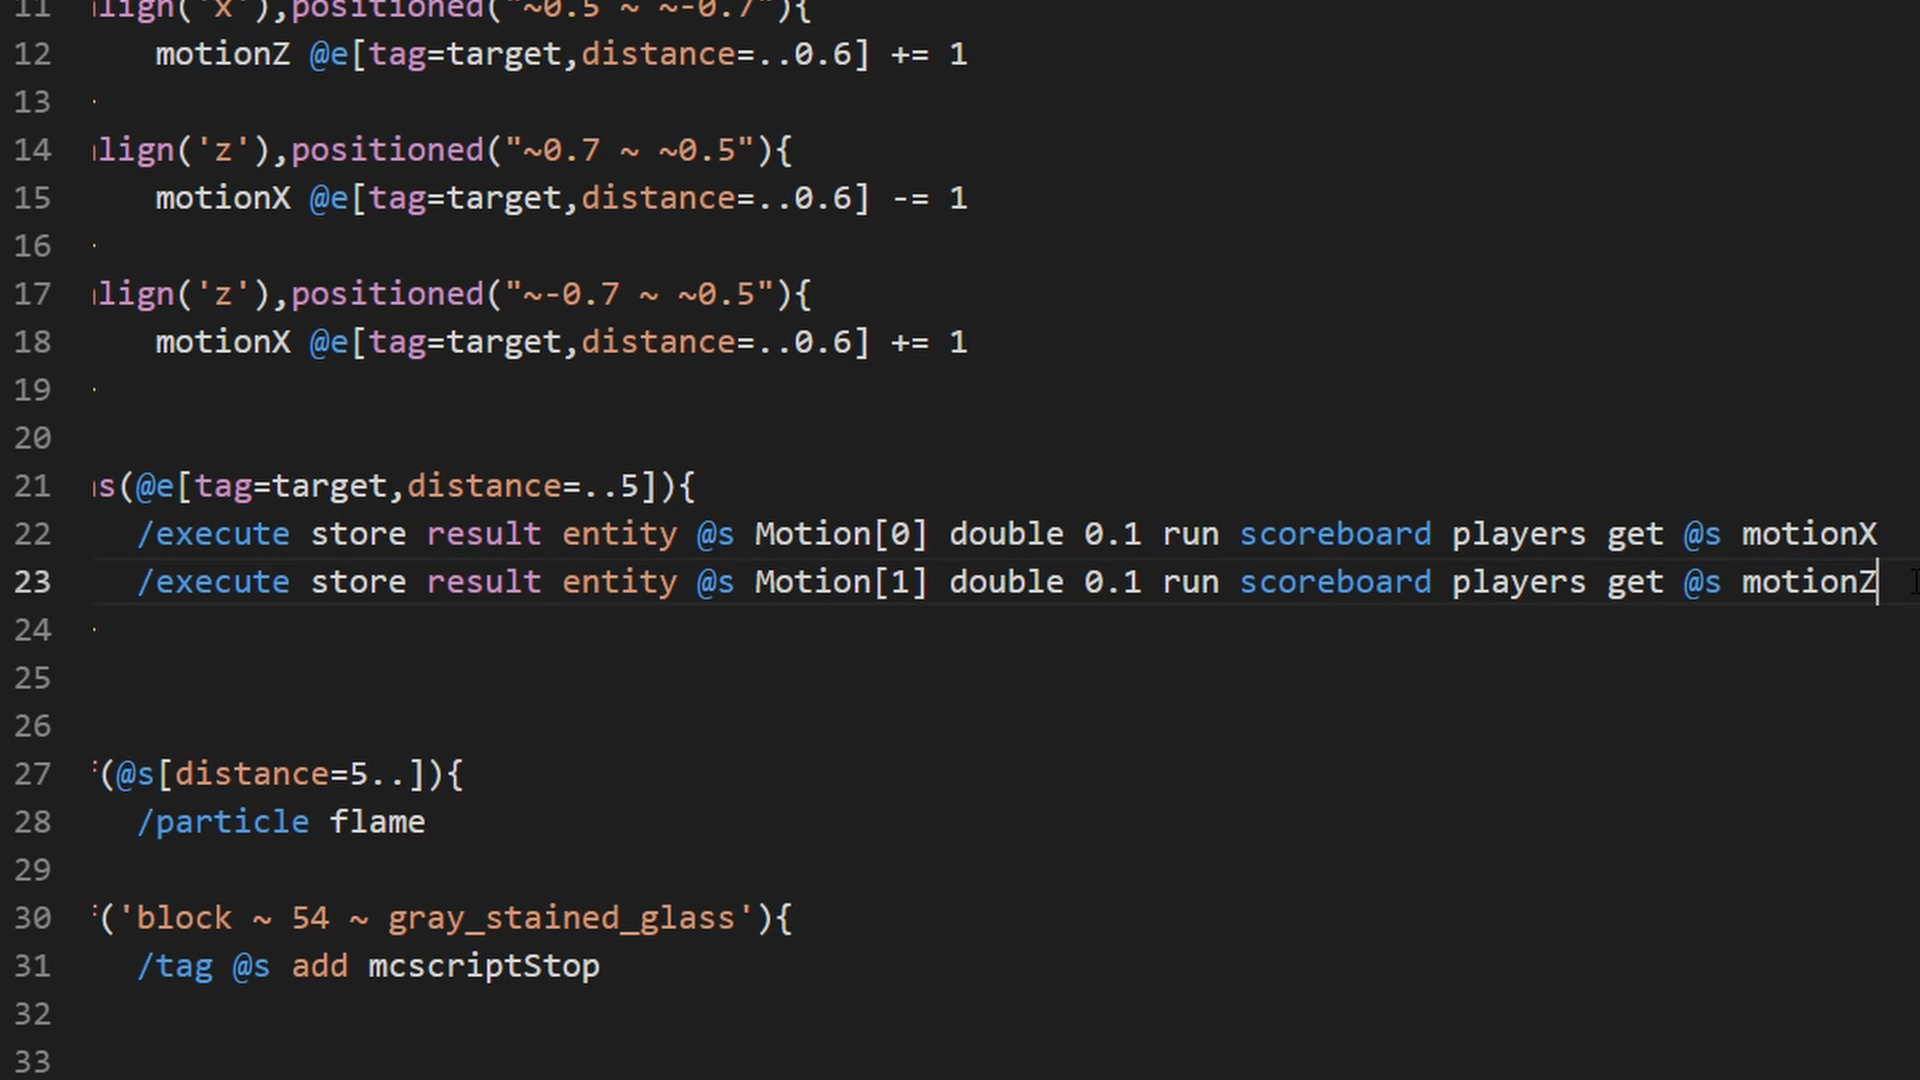 11 lign('x'),positioned("~0.5 ~ ~-0.7"){
12 motionZ @e[tag=target,distance=..0.6] += 1
13
14 lign('z'),positioned("~0.7 ~ ~0.5"){
15 motionX @e[tag=target,distance=..0.6] -= 1
16
17 lign('z'),positioned("~-0.7 ~ ~0.5"){
18 motionX @e[tag=target,distance=..0.6] += 1
19
20
21 s(@e[tag=target,distance=..5]){
22 /execute store result entity @s Motion[0] double 0.1 run scoreboard players get @s motionX
23 /execute store result entity @s Motion[1] double 0.1 run scoreboard players get @s motionZ
24
25
26
27 (@s[distance=5..]){
28 /particle flame
29
30 ('block ~ 54 ~ gray_stained_glass'){
31 /tag @s add mcscriptStop
32
33